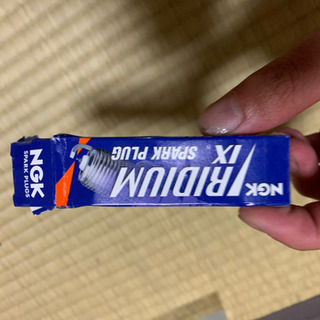 NGK
IRIDIUM
IX
SPARK PLUG
NGK
SPARK PLUGS